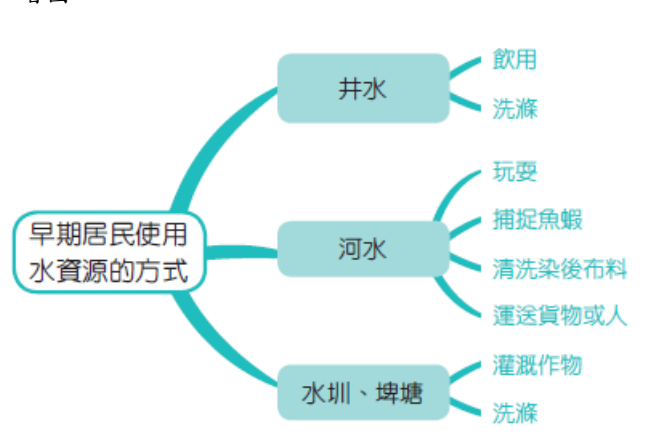 井水
飲用
洗滌
早期居民使用
水資源的方式
河水
玩耍
捕捉魚蝦
清洗染後布料
運送貨物或人
水圳、埤塘
灌溉作物
洗滌